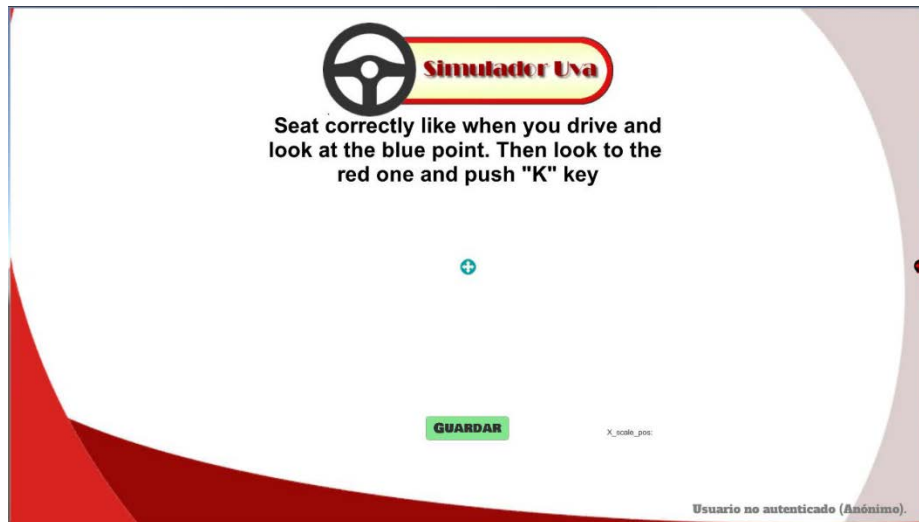 Simulador Uva
Seat correctly like when you drive and
look at the blue point. Then look to the
red one and push "K" key
GUARDAR
X_scale_pos:
Usuario no autenticado (Anónimo).